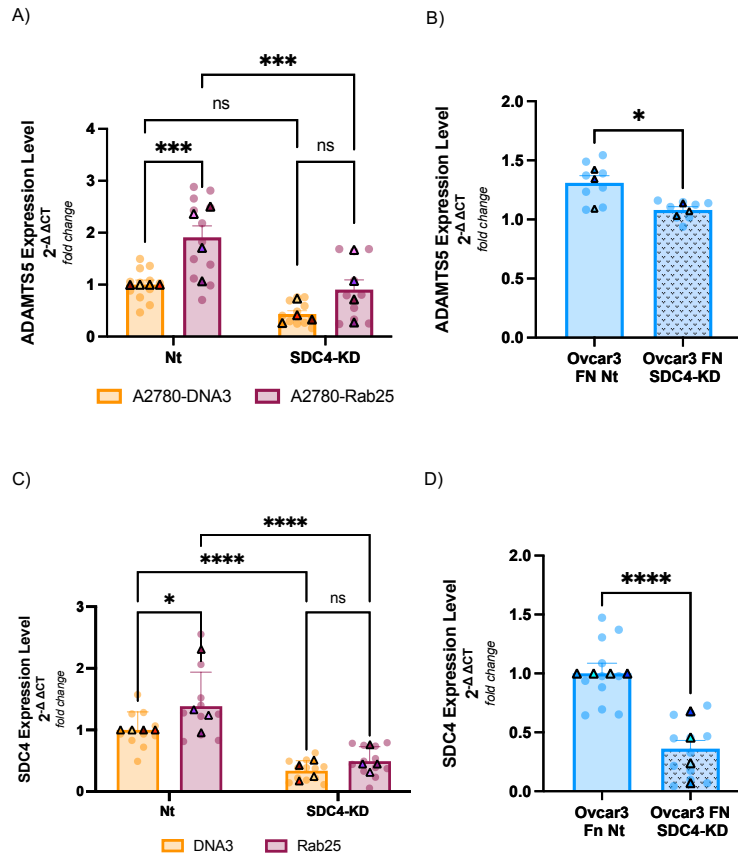 A)
ADAMTS5 Expression Level
2-Δ ΔCT
fold change
4
3
2
1
0
***
ns
***
ns
Nt
SDC4-KD
A2780-DNA3
A2780-Rab25
B)
ADAMTS5 Expression Level
2-Δ ΔCT
fold change
2.0
1.5
1.0
0.5
0.0
*
Ovcar3 FN Nt
Ovcar3 FN SDC4-KD
C)
SDC4 Expression Level
2-Δ ΔCT
fold change
3
2
1
0
****
****
*
ns
Nt
SDC4-KD
DNA3
Rab25
D)
SDC4 Expression Level
2-Δ ΔCT
fold change
2.0
1.5
1.0
0.5
0.0
****
Ovcar3
Fn Nt
Ovcar3 FN
SDC4-KD